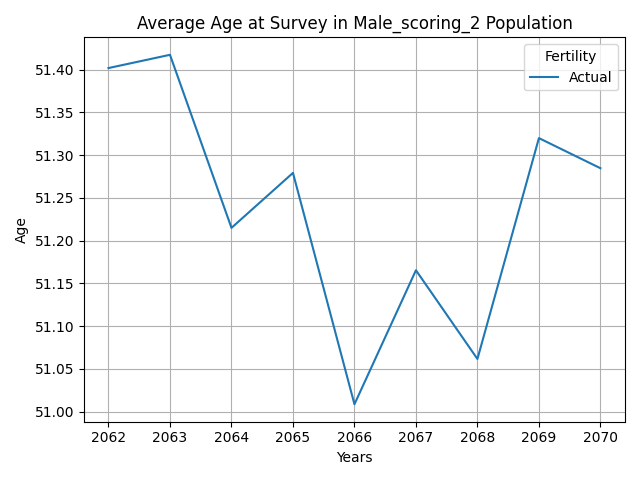 Average Age at Survey in Male_scoring_2 Population
Fertility
Actual
51.40
51.35
51.30
51.25
51.20
51.15
51.10
51.05
51.00
Age
2062 2063 2064 2065 2066 2067 2068 2069 2070
Years